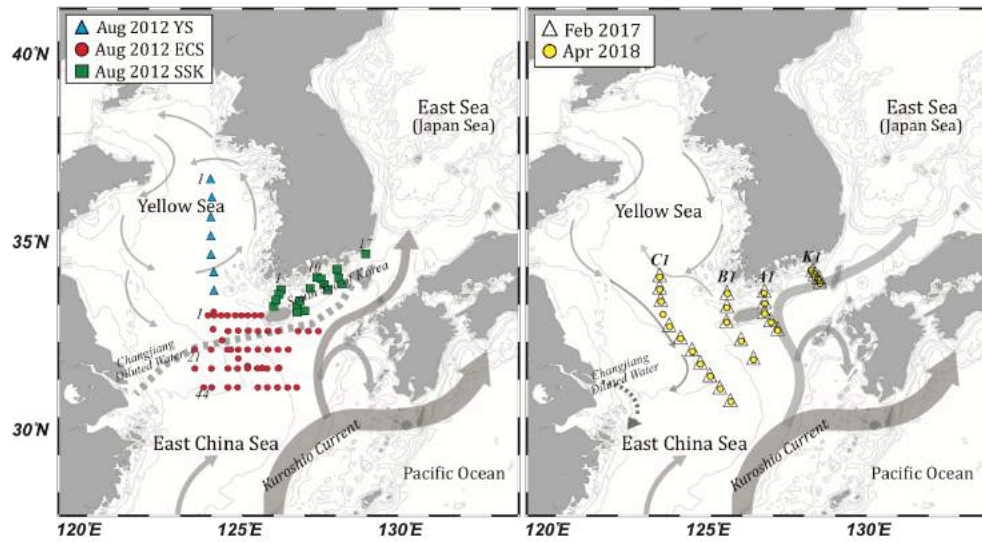 Aug 2012 YS
Aug 2012 ECS
Aug 2012 SSK
40°N
35°N
30°N
120°E
125°E
130°E
East Sea
(Japan Sea)
1
Yellow Sea
17
10
1
1
21
44
Changjiang
Diluted Water
East China Sea
Kuroshio Current
Pacific Ocean
Feb 2017
Apr 2018
East Sea
(Japan Sea)
Yellow Sea
C1
B1
A1
K1
Changjiang
Diluted Water
East China Sea
Kuroshio Current
Pacific Ocean
120°E
125°E
130°E